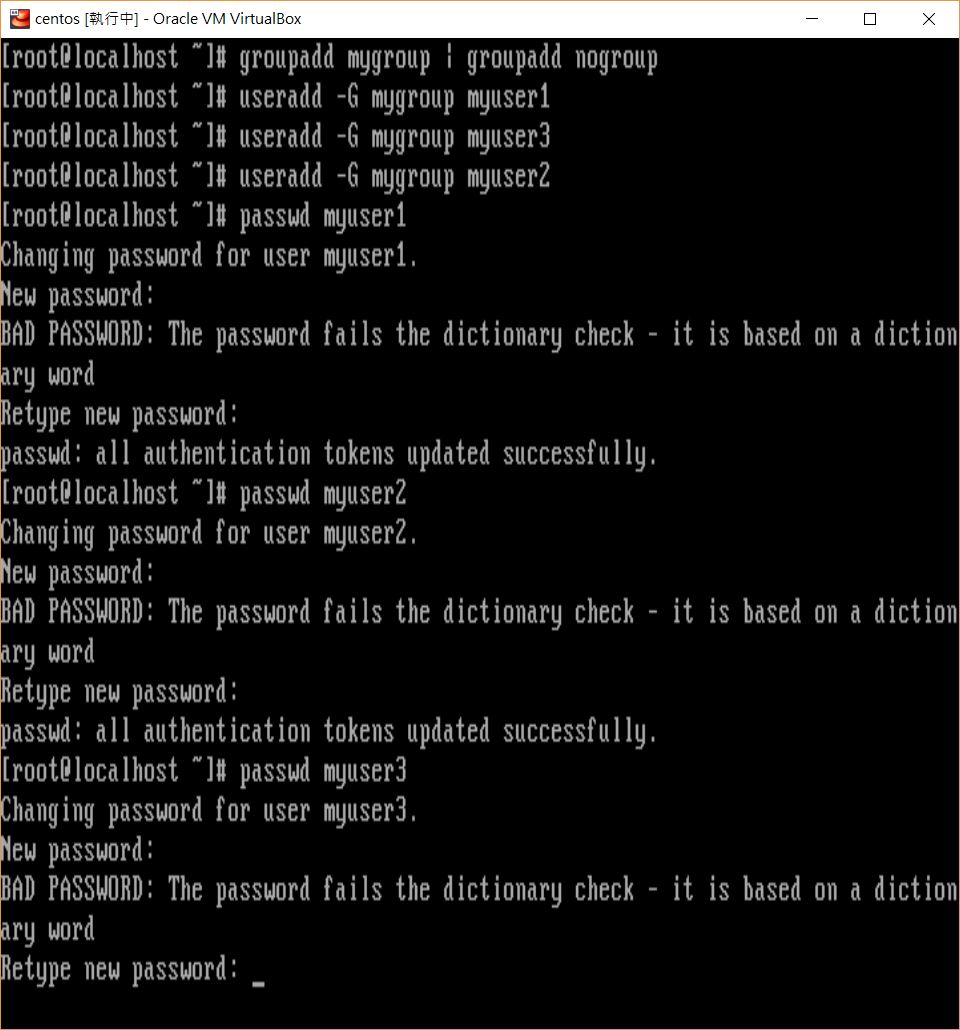 centos [執行中] - Oracle VM VirtualBox
[root@localhost ~]# groupadd mygroup | groupadd nogroup
[root@localhost ~]# useradd -G mygroup myuser1
[root@localhost ~]# useradd -G mygroup myuser3
[root@localhost ~]# useradd -G mygroup myuser2
[root@localhost ~]# passwd myuser1
Changing password for user myuser1.
New password:
BAD PASSWORD: The password fails the dictionary check - it is based on a diction
ary word
Retype new password:
passwd: all authentication tokens updated successfully.
[root@localhost ~]# passwd myuser2
Changing password for user myuser2.
New password:
BAD PASSWORD: The password fails the dictionary check - it is based on a diction
ary word
Retype new password:
passwd: all authentication tokens updated successfully.
[root@localhost ~]# passwd myuser3
Changing password for user myuser3.
New password:
BAD PASSWORD: The password fails the dictionary check - it is based on a diction
ary word
Retype new password: _